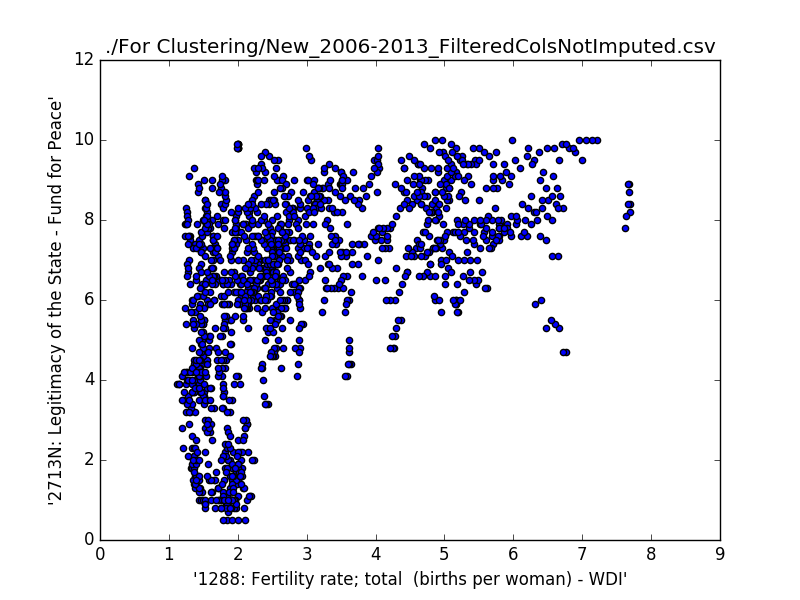 ./For Clustering/New_2006-2013_FilteredColsNotImputed.csv
12
10
8
6
4
2
0
'2713N: Legitimacy of the State - Fund for Peace'
0 1 2 3 4 5 6 7 8 9
'1288: Fertility rate; total  (births per woman) - WDI'